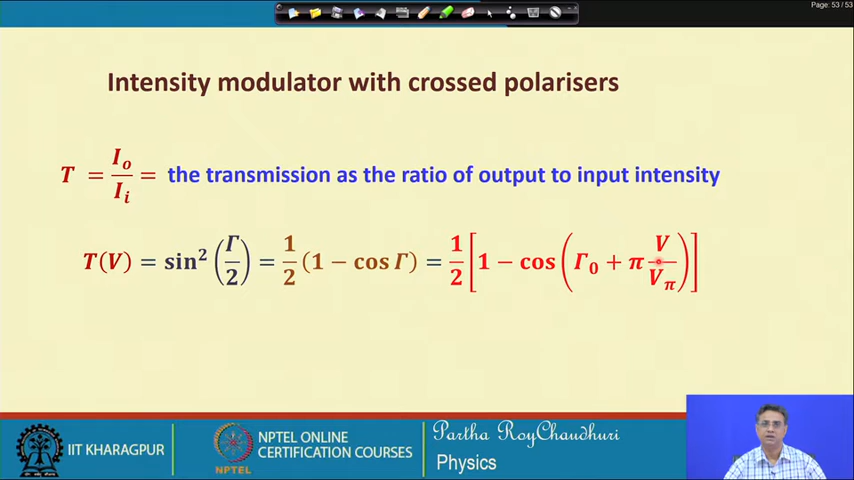 Page: 53 / 53
Intensity modulator with crossed polarisers
T = I_o / I_i = the transmission as the ratio of output to input intensity
T(V) = sin² (Γ/2) = 1/2 (1 − cos Γ) = 1/2 [1 − cos (Γ₀ + π V/V_π)]
IIT KHARAGPUR
NPTEL
NPTEL ONLINE
CERTIFICATION COURSES
Partha RoyChaudhuri
Physics